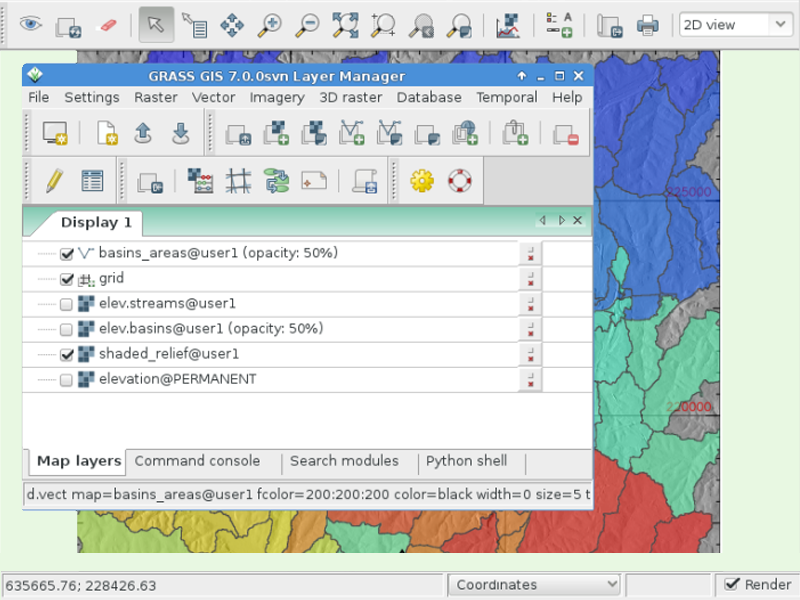 2D view
GRASS GIS 7.0.0svn Layer Manager
File Settings Raster Vector Imagery 3D raster Database Temporal Help
Display 1
basins_areas@user1 (opacity: 50%)
grid
elev.streams@user1
elev.basins@user1 (opacity: 50%)
shaded_relief@user1
elevation@PERMANENT
Map layers Command console Search modules Python shell
d.vect map=basins_areas@user1 fcolor=200:200:200 color=black width=0 size=5 t
225000
220000
635665.76; 228426.63 Coordinates Render